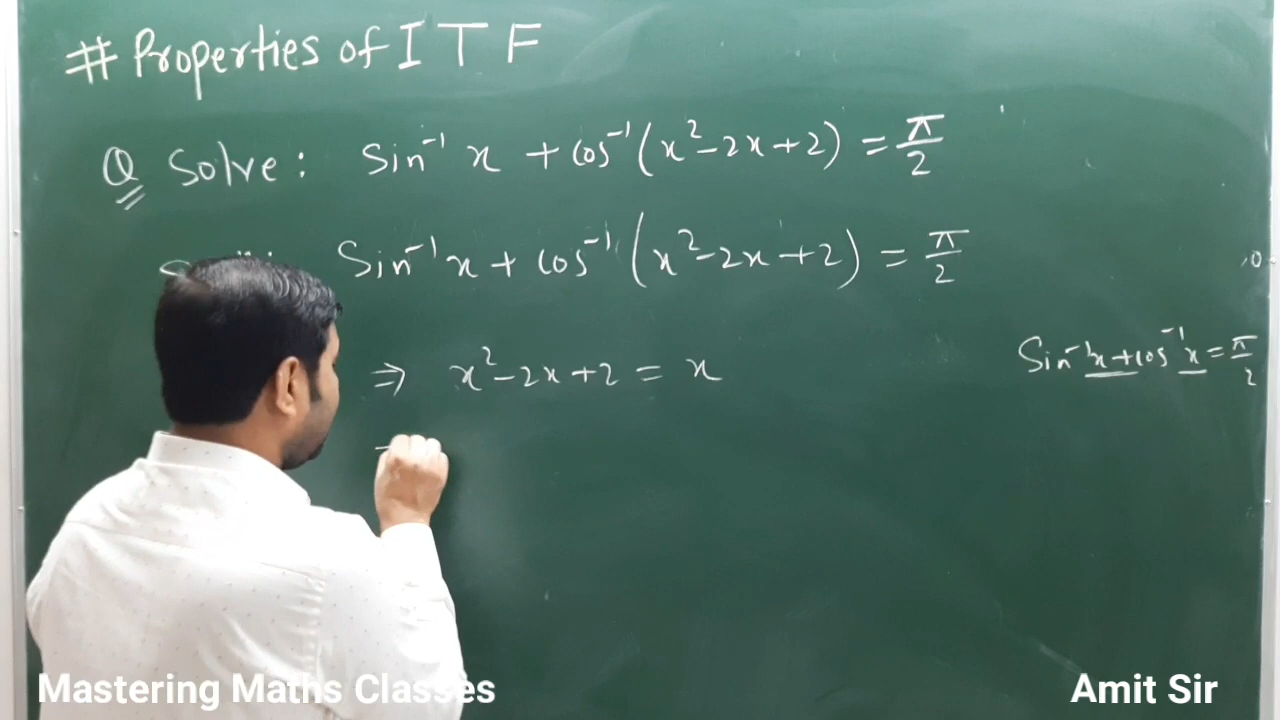 # Properties of I T F
Q Solve: Sin⁻¹ x + cos⁻¹ (x² - 2x + 2) = π/2
Sin⁻¹ x + cos⁻¹ (x² - 2x + 2) = π/2
Sin⁻¹ x + cos⁻¹ x = π/2
⇒ x² - 2x + 2 = x
Mastering Maths Classes
Amit Sir